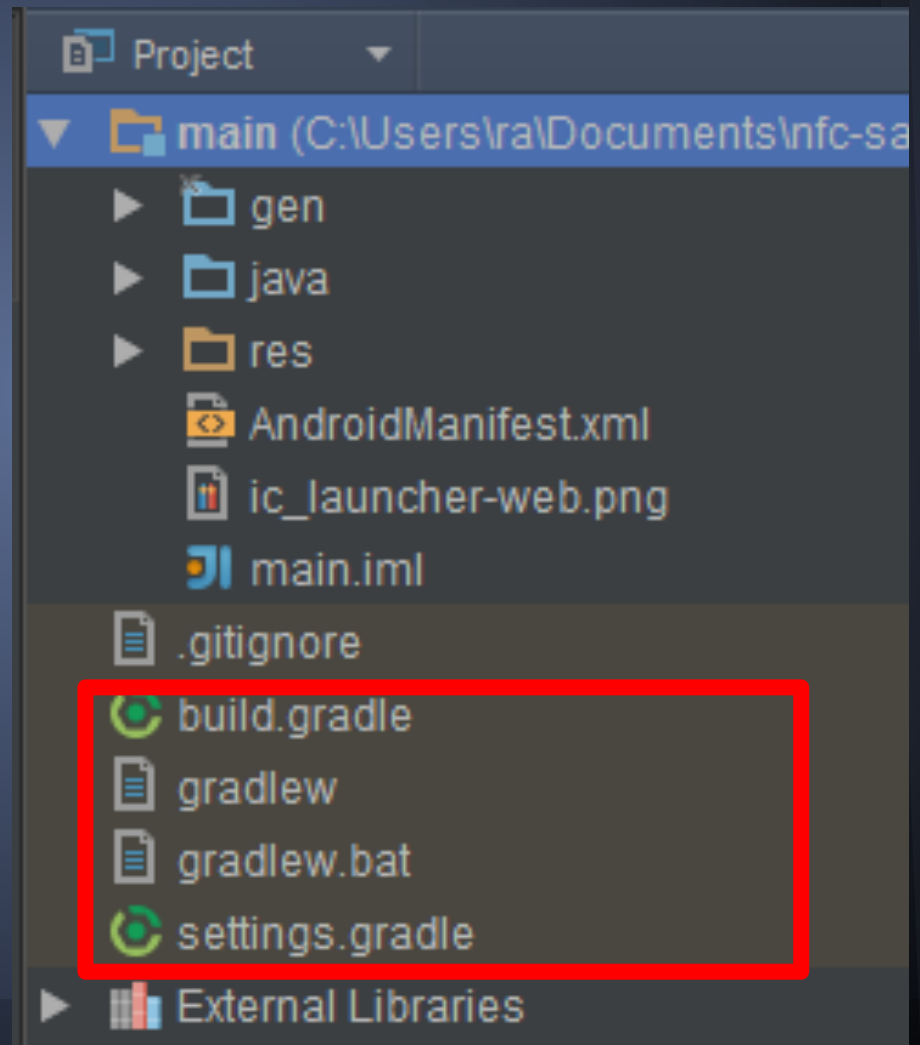 Project
main (C:\Users\ra\Documents\nfc-sa
gen
java
res
AndroidManifest.xml
ic_launcher-web.png
main.iml
.gitignore
build.gradle
gradlew
gradlew.bat
settings.gradle
External Libraries